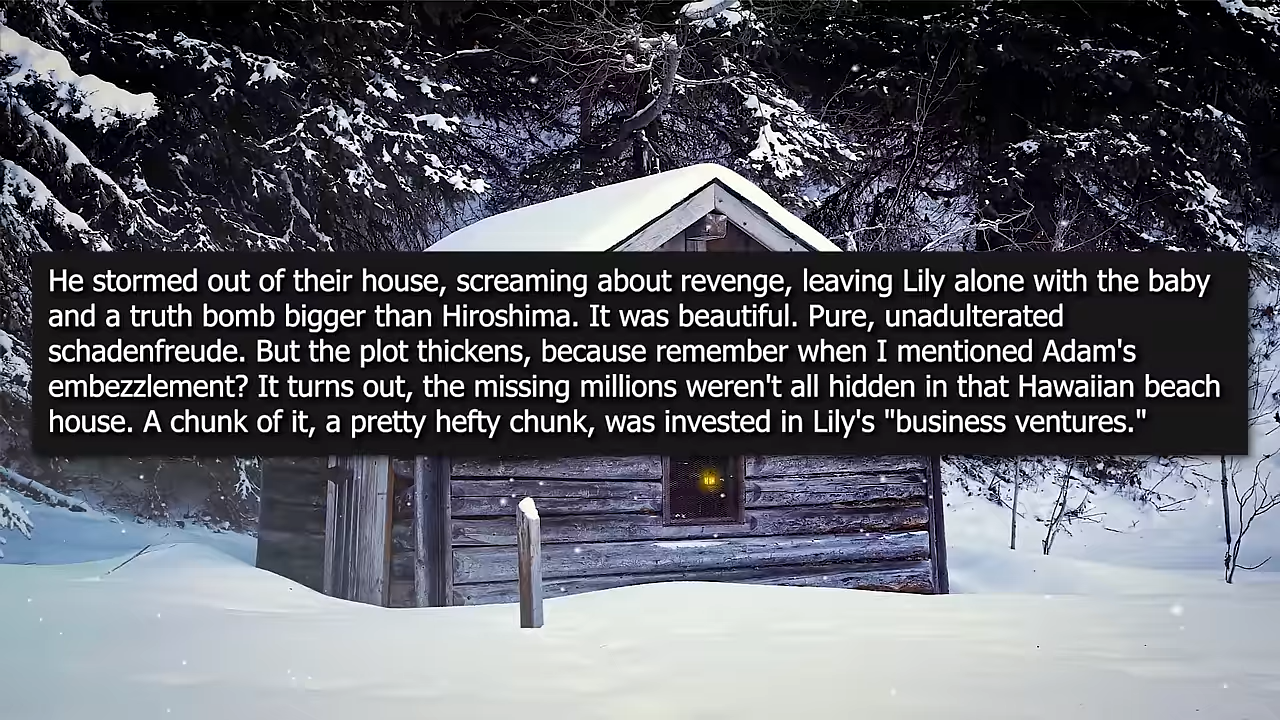 He stormed out of their house, screaming about revenge, leaving Lily alone with the baby
and a truth bomb bigger than Hiroshima. It was beautiful. Pure, unadulterated
schadenfreude. But the plot thickens, because remember when I mentioned Adam's
embezzlement? It turns out, the missing millions weren't all hidden in that Hawaiian beach
house. A chunk of it, a pretty hefty chunk, was invested in Lily's "business ventures."